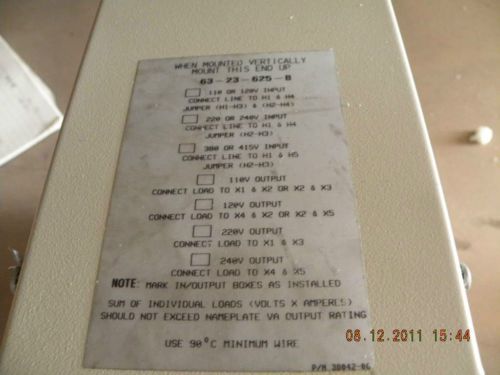 WHEN MOUNTED VERTICALLY
MOUNT THIS END UP
63-23-625-8
110 OR 120V INPUT
CONNECT LINE TO H1 & H4
JUMPER (H1-H3) & (H2-H4)
220 OR 240V INPUT
CONNECT LINE TO H1 & H4
JUMPER (H2-H3)
380 OR 415V INPUT
CONNECT LINE TO H1 & H5
JUMPER (H2-H3)
110V OUTPUT
CONNECT LOAD TO X1 & X2 OR X2 & X3
120V OUTPUT
CONNECT LOAD TO X4 & X2 OR X2 & X5
220V OUTPUT
CONNECT LOAD TO X1 & X3
240V OUTPUT
CONNECT LOAD TO X4 & X5
NOTE: MARK IN/OUTPUT BOXES AS INSTALLED
SUM OF INDIVIDUAL LOADS (VOLTS X AMPERES)
SHOULD NOT EXCEED NAMEPLATE VA OUTPUT RATING
USE 90°C MINIMUM WIRE
P/N 30042-06
08.12.2011 15:44